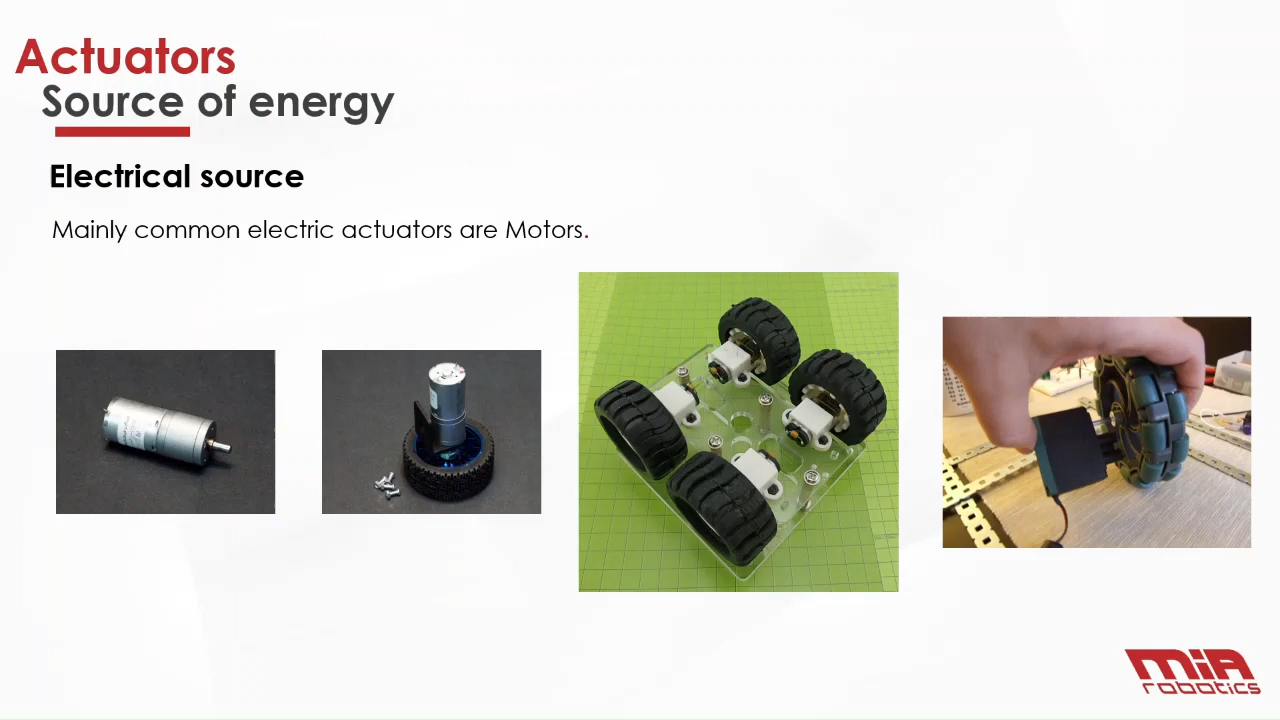 Actuators
Source of energy
Electrical source
Mainly common electric actuators are Motors.
MiA
robotics